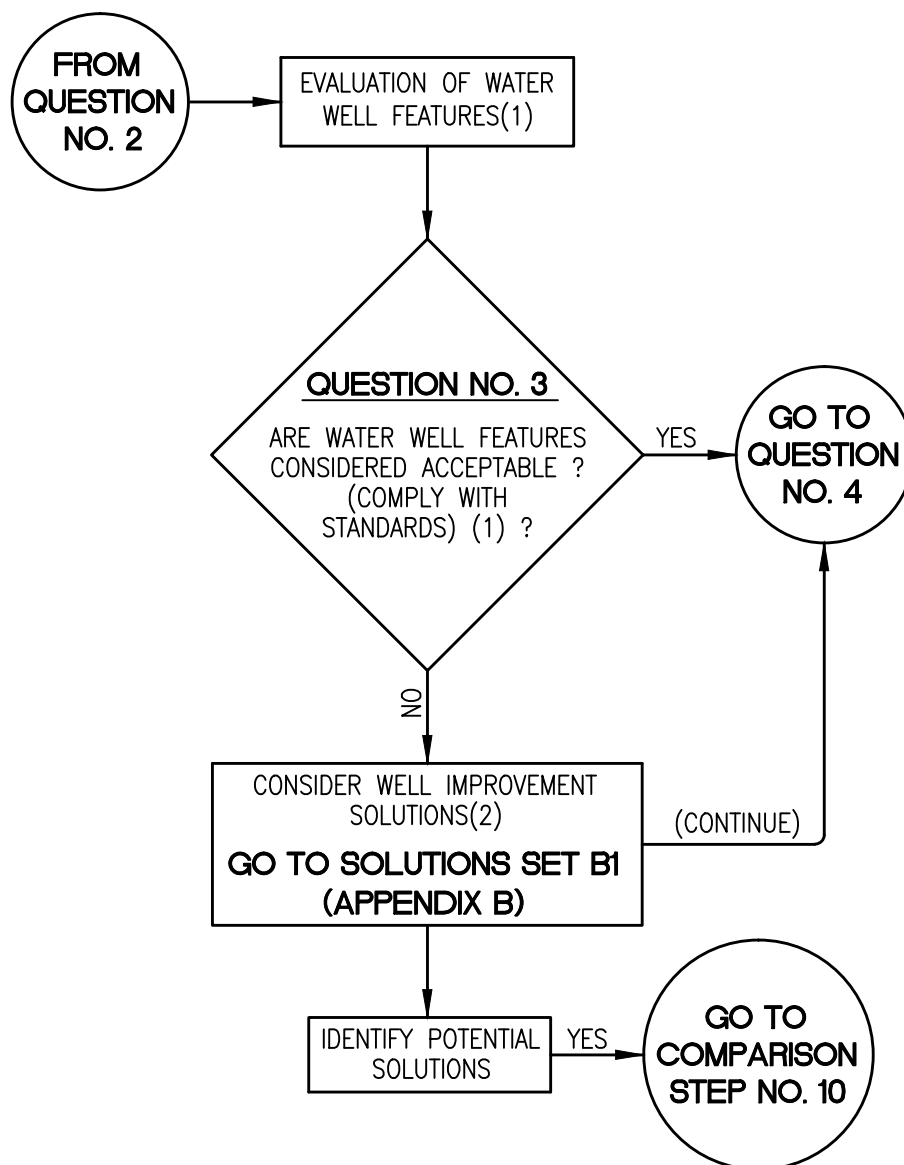 FROM
QUESTION
NO. 2
EVALUATION OF WATER
WELL FEATURES(1)
QUESTION NO. 3
ARE WATER WELL FEATURES
CONSIDERED ACCEPTABLE ?
(COMPLY WITH
STANDARDS) (1) ?
YES
GO TO
QUESTION
NO. 4
NO
CONSIDER WELL IMPROVEMENT
SOLUTIONS(2)
GO TO SOLUTIONS SET B1
(APPENDIX B)
(CONTINUE)
IDENTIFY POTENTIAL
SOLUTIONS
YES
GO TO
COMPARISON
STEP NO. 10